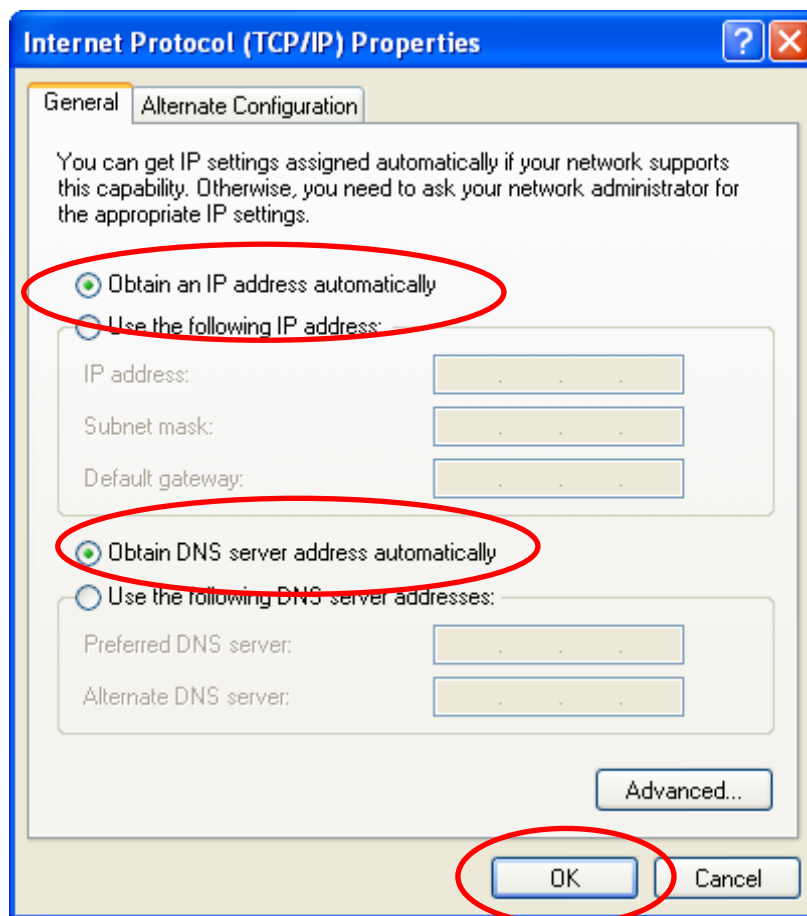 Internet Protocol (TCP/IP) Properties
General
Alternate Configuration
You can get IP settings assigned automatically if your network supports
this capability. Otherwise, you need to ask your network administrator for
the appropriate IP settings.
Obtain an IP address automatically
Use the following IP address:
IP address:
Subnet mask:
Default gateway:
Obtain DNS server address automatically
Use the following DNS server addresses:
Preferred DNS server:
Alternate DNS server:
Advanced...
OK
Cancel